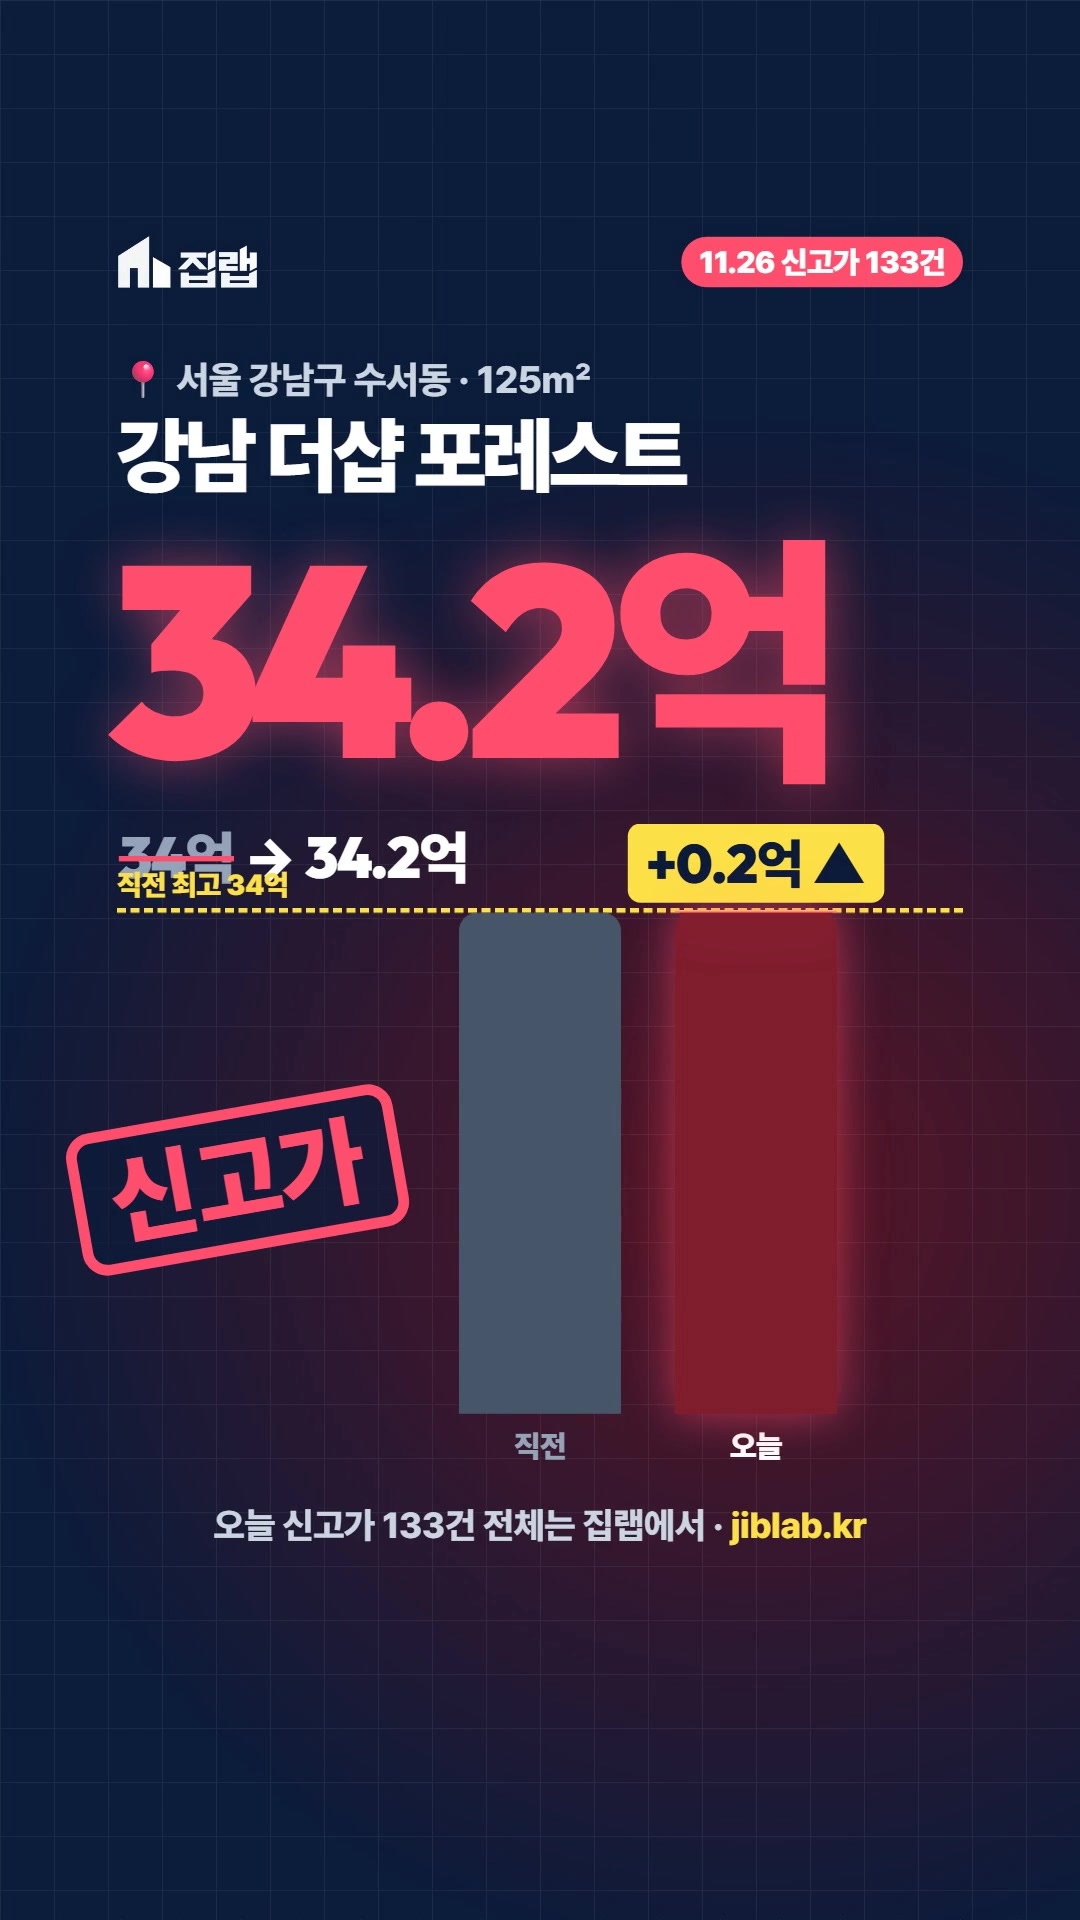 집랩
11.26 신고가 133건
서울 강남구 수서동 · 125m²
강남 더샵 포레스트
34.2억
34억 → 34.2억
+0.2억 ▲
직전 최고 34억
신고가
직전
오늘
오늘 신고가 133건 전체는 집랩에서 · jiblab.kr